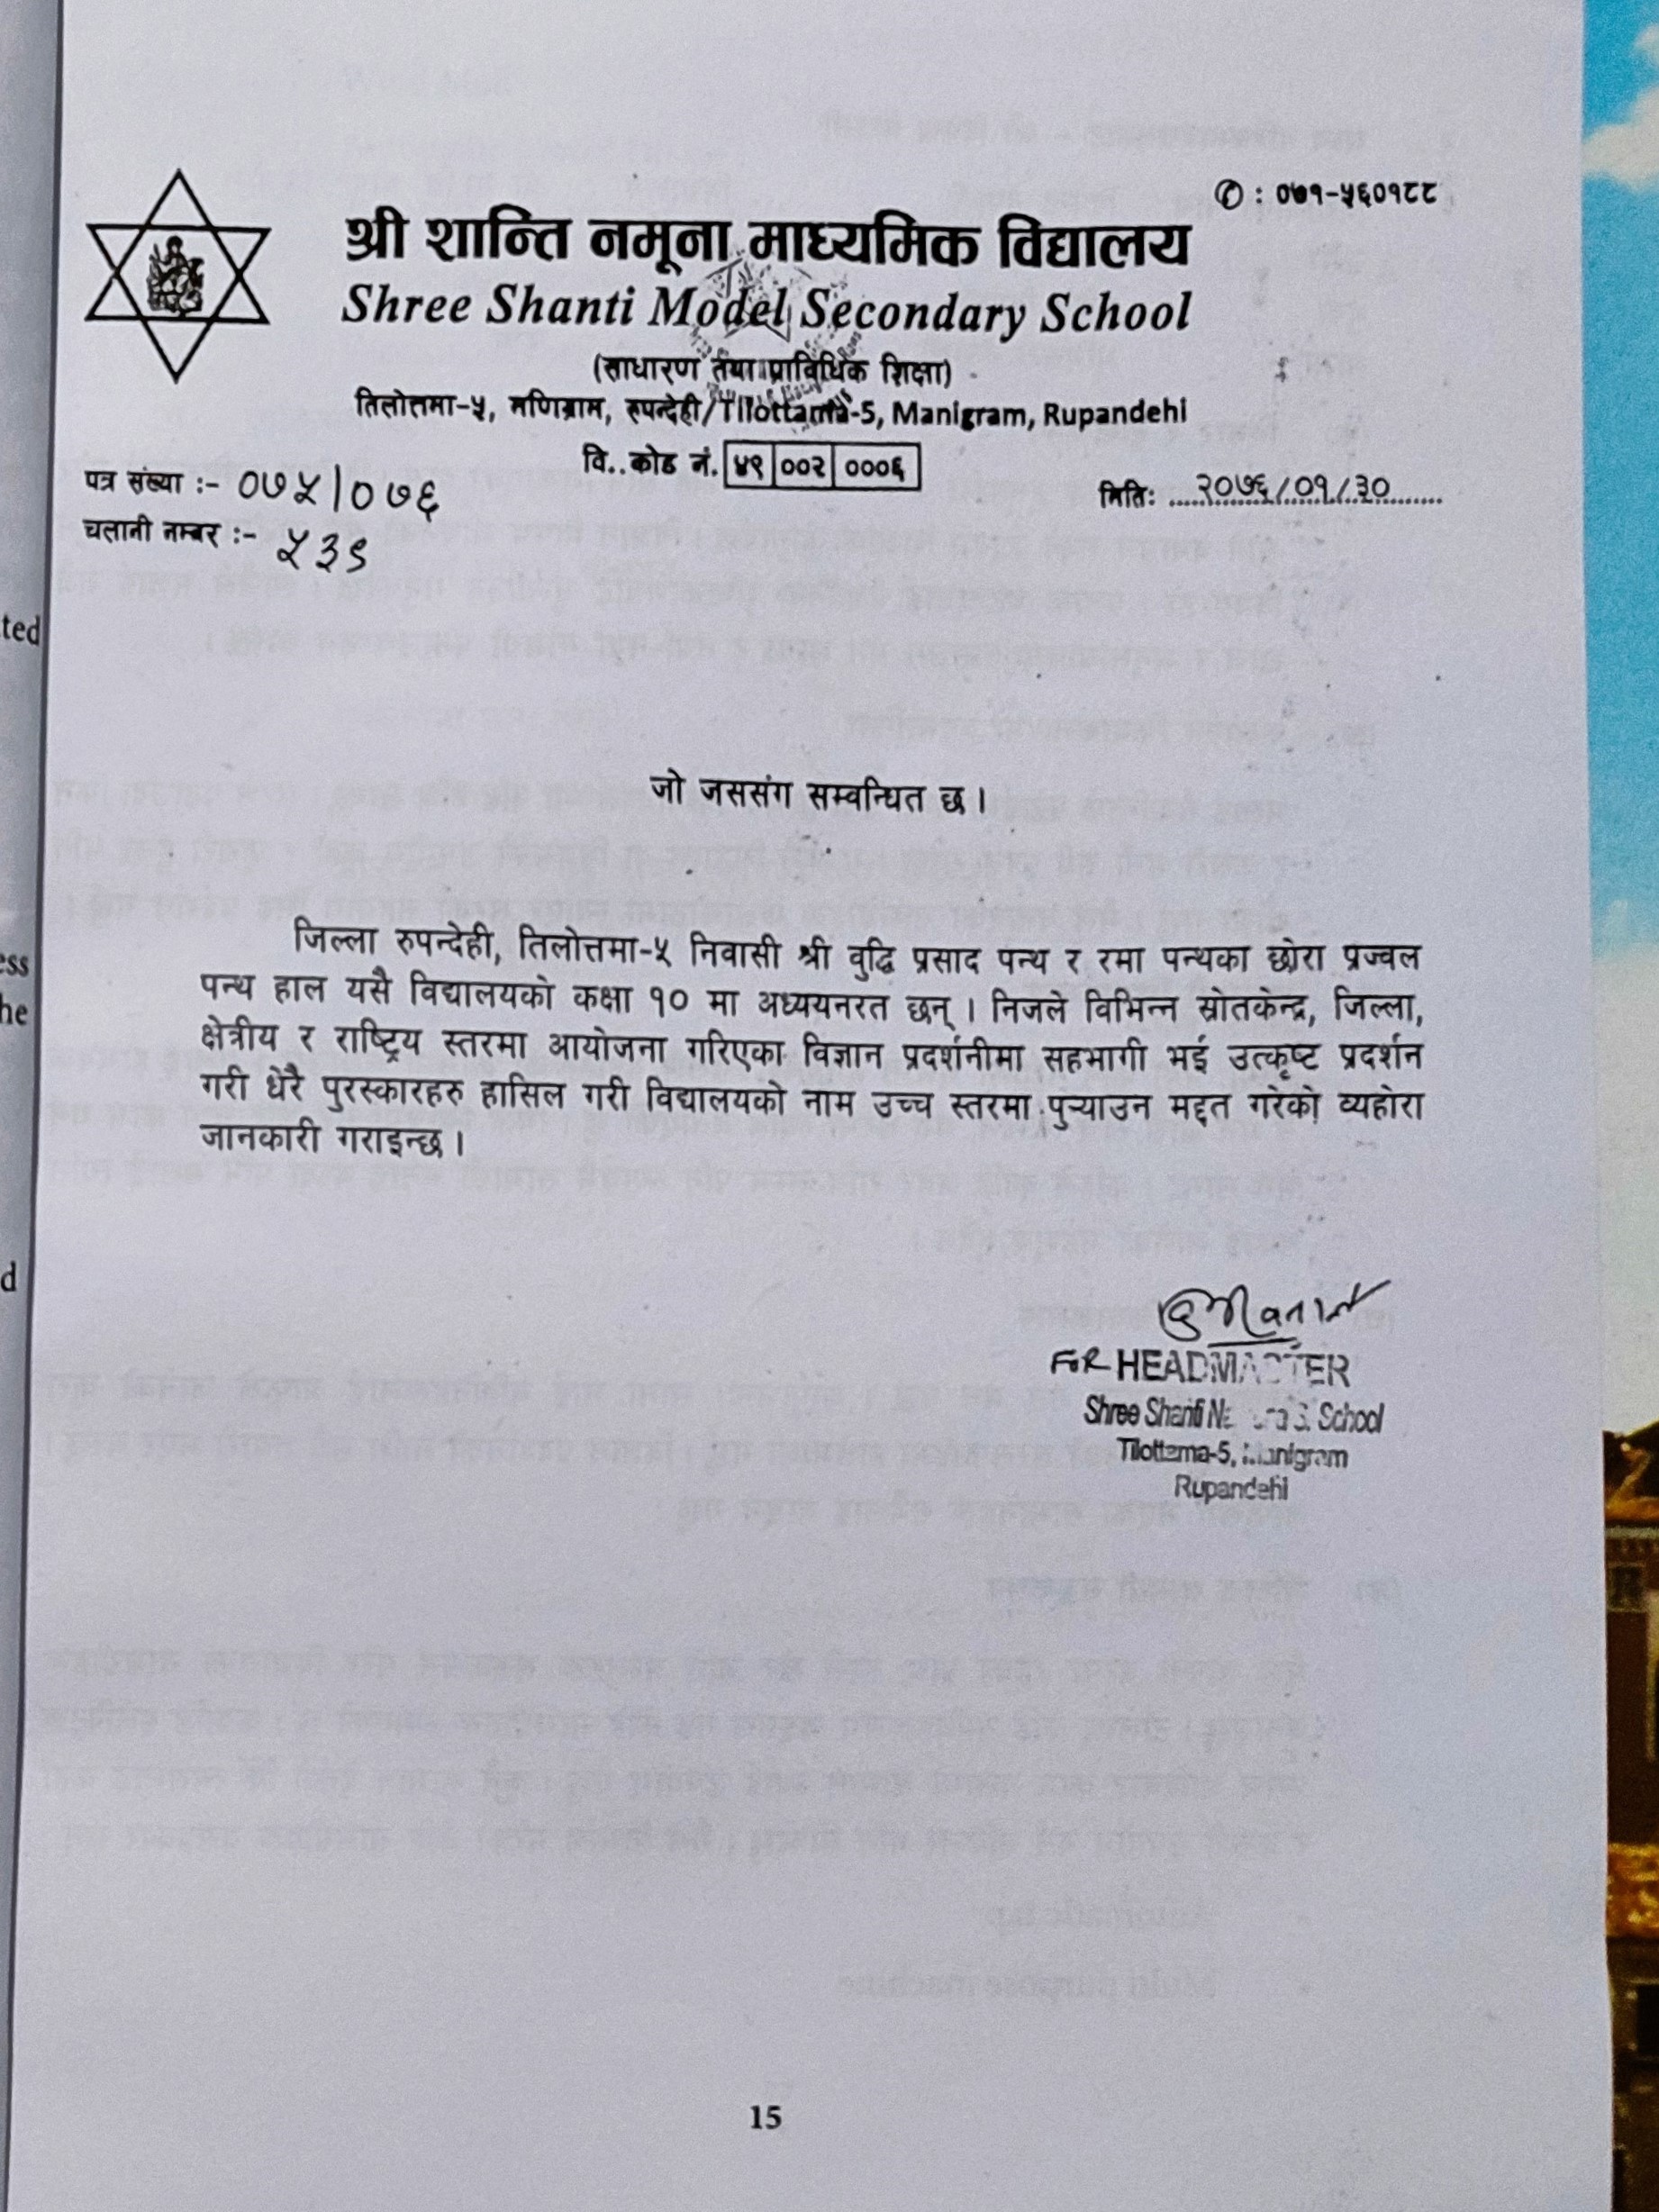 ✆ : ०७१-५६०१८८
श्री शान्ति नमूना माध्यमिक विद्यालय
Shree Shanti Model Secondary School
(साधारण तथा प्राविधिक शिक्षा)
तिलोत्तमा-५, मणिग्राम, रुपन्देही/Tilottama-5, Manigram, Rupandehi
वि..कोड नं. ४९ ००२ ०००६
पत्र संख्या :- ०७५/०७६
मितिः ..२०७६/०१/३०..
चलानी नम्बर :- ५३९
ted
जो जससंग सम्वन्धित छ ।
जिल्ला रुपन्देही, तिलोत्तमा-५ निवासी श्री वुद्धि प्रसाद पन्थ र रमा पन्थका छोरा प्रज्वल
पन्थ हाल यसै विद्यालयको कक्षा १० मा अध्ययनरत छन् । निजले विभिन्न स्रोतकेन्द्र, जिल्ला,
क्षेत्रीय र राष्ट्रिय स्तरमा आयोजना गरिएका विज्ञान प्रदर्शनीमा सहभागी भई उत्कृष्ट प्रदर्शन
गरी धेरै पुरस्कारहरु हासिल गरी विद्यालयको नाम उच्च स्तरमा पुऱ्याउन मद्दत गरेको व्यहोरा
जानकारी गराइन्छ ।
ess
he
d
FOR HEADMASTER
Shree Shanti S. School
Tilottama-5, Manigram
Rupandehi
15